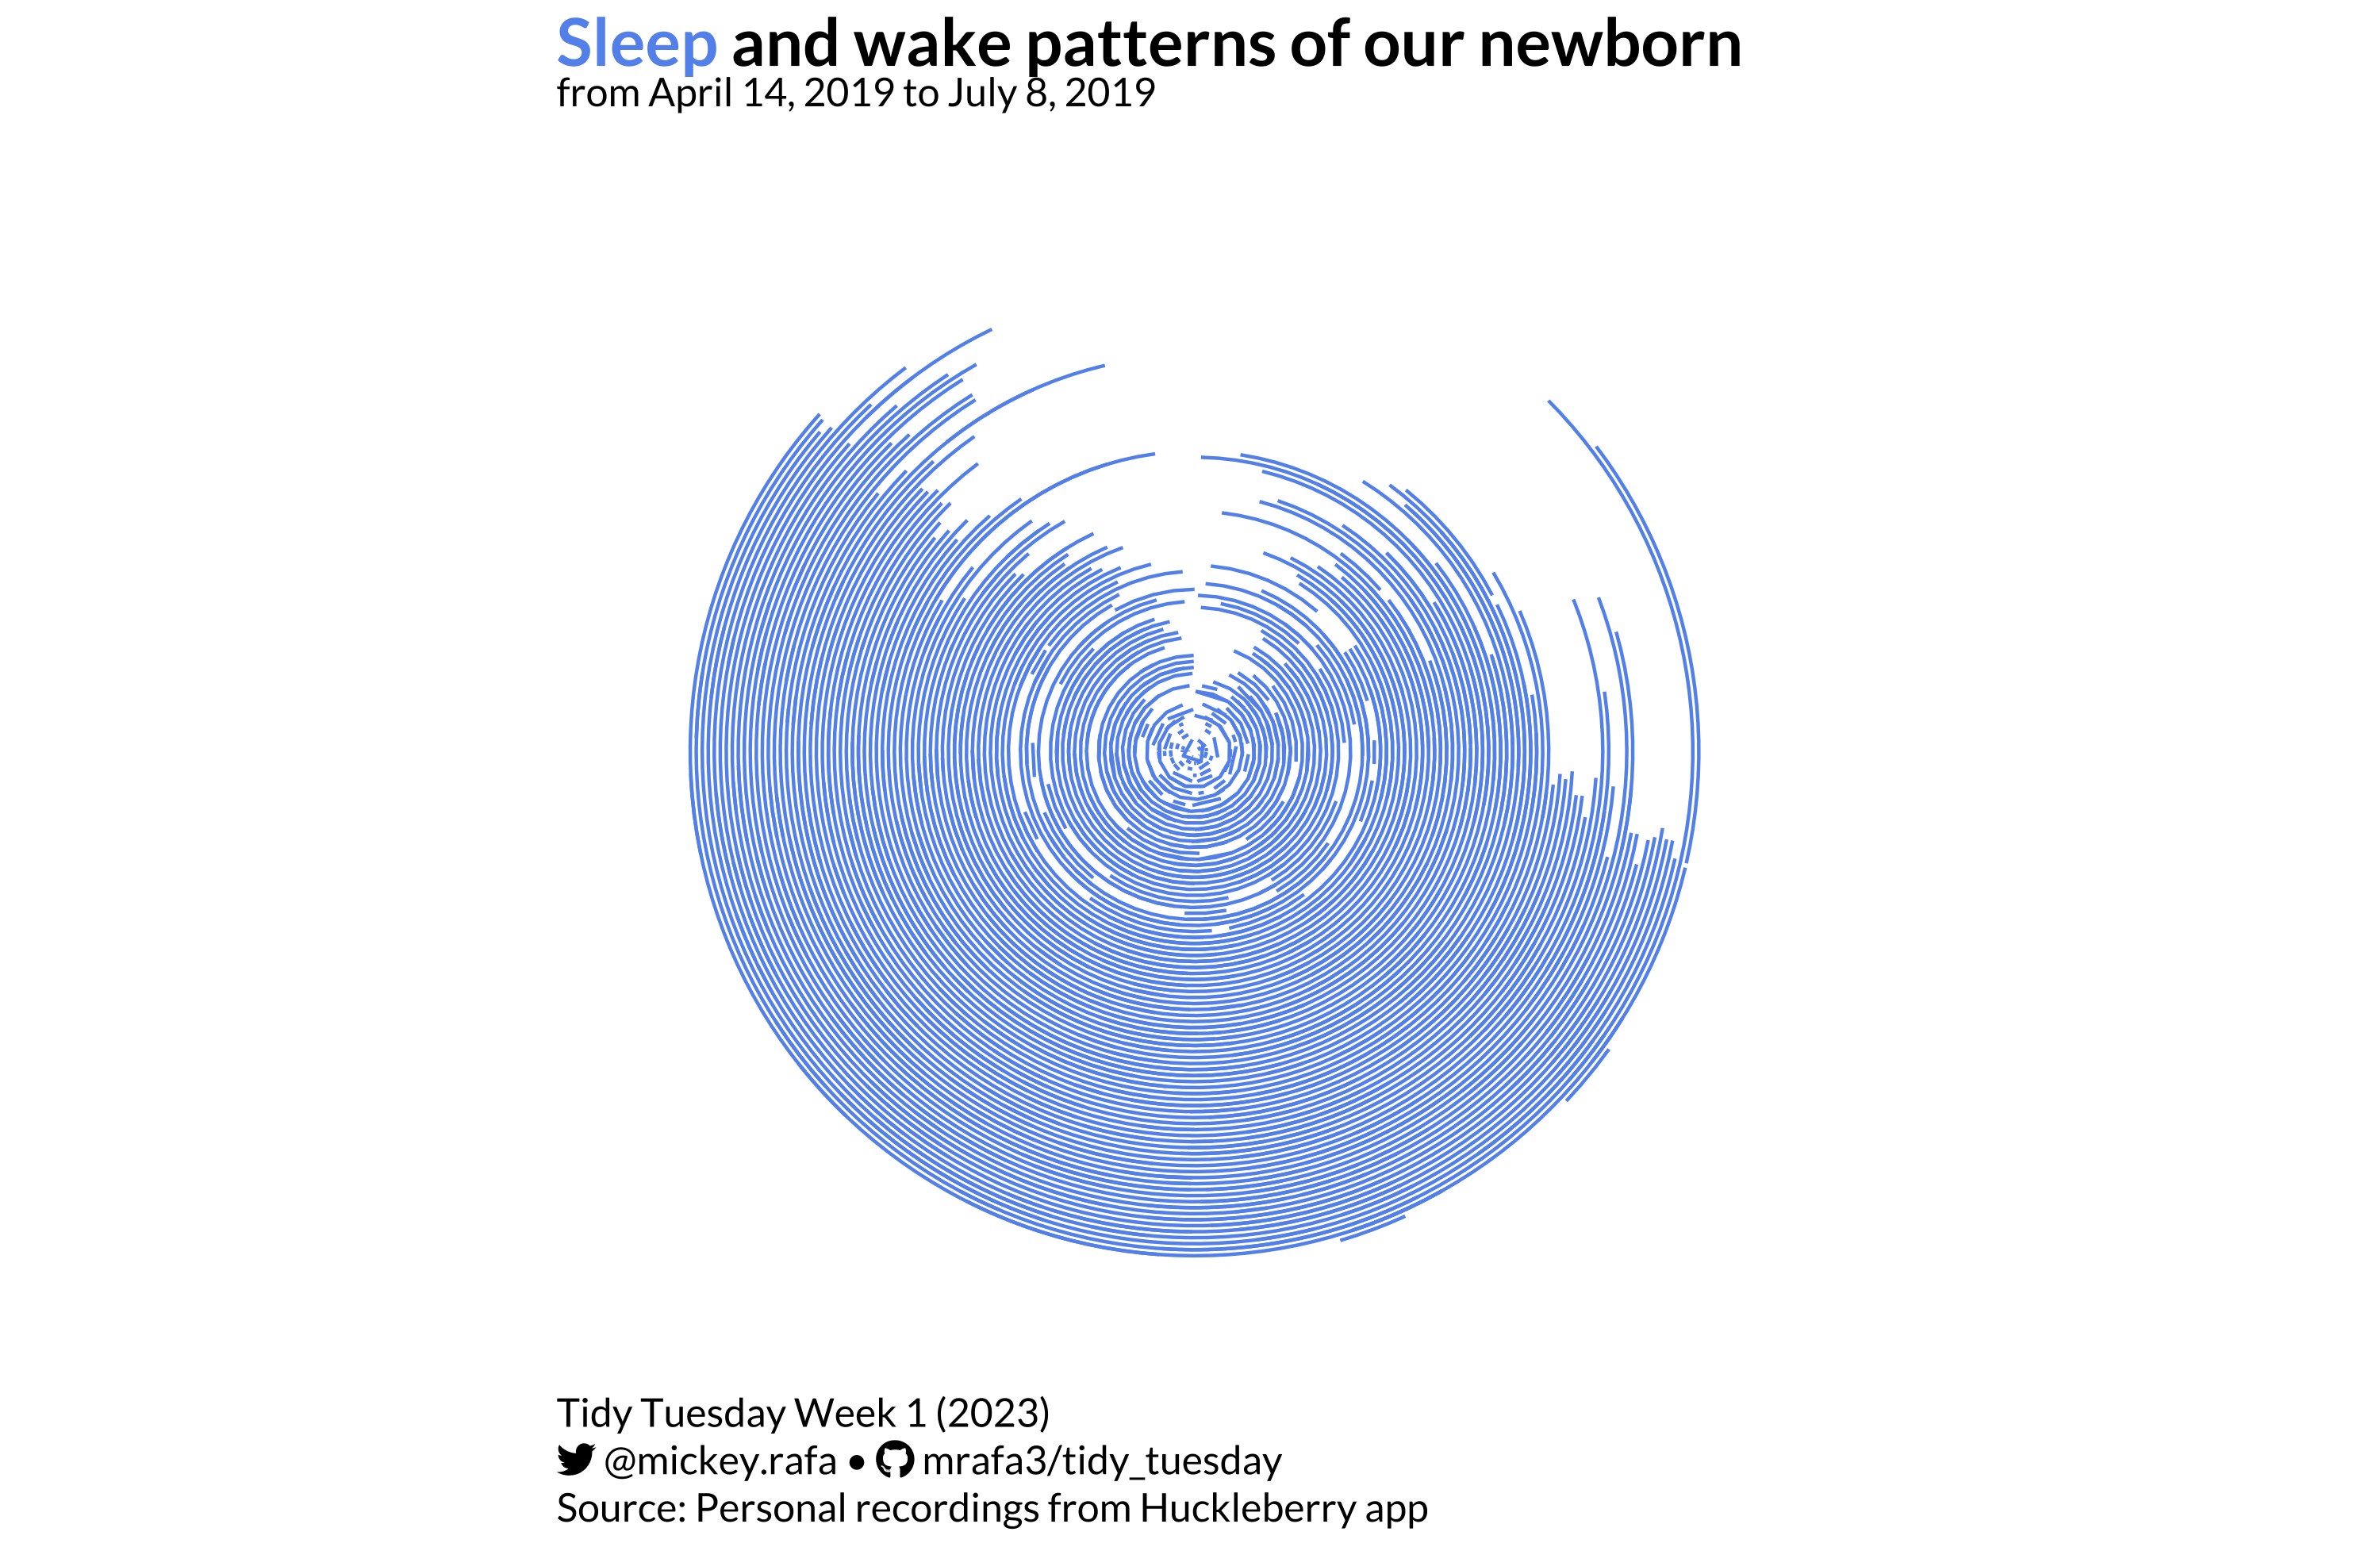 Sleep and wake patterns of our newborn
from April 14, 2019 to July 8, 2019
Tidy Tuesday Week 1 (2023)
@mickey.rafa • mrafa3/tidy_tuesday
Source: Personal recordings from Huckleberry app